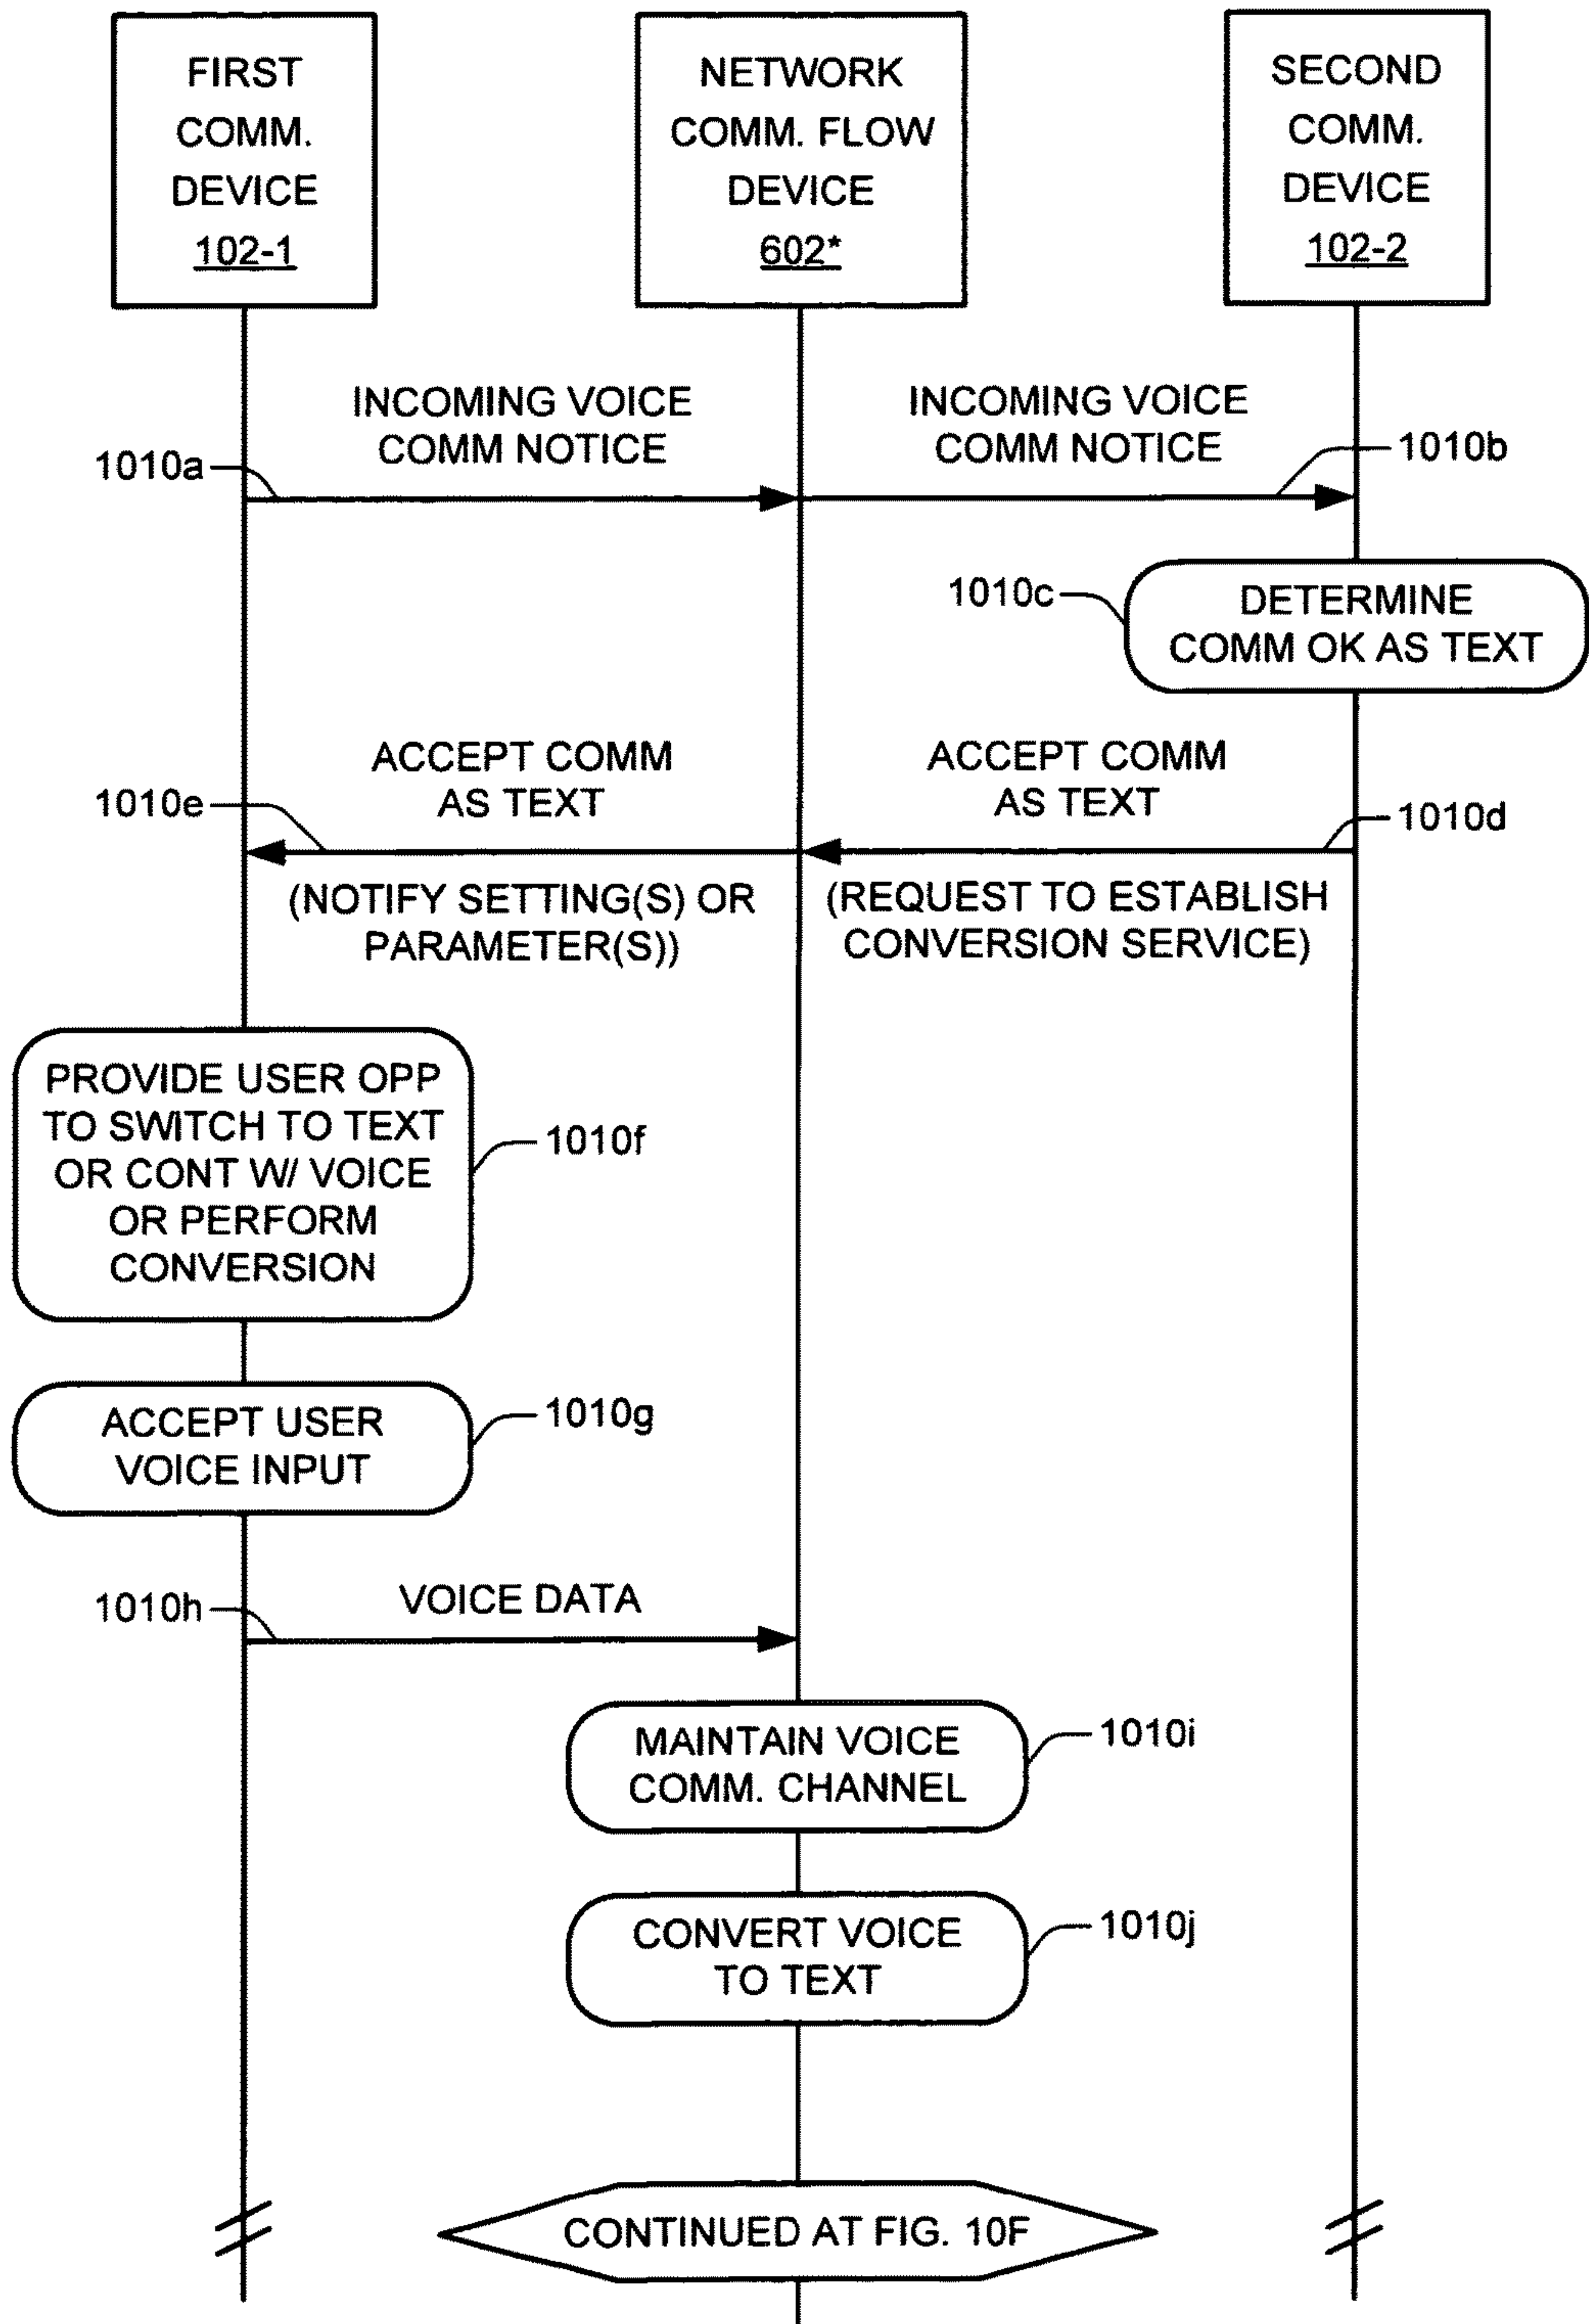 FIRST
COMM.
DEVICE
102-1
NETWORK
COMM. FLOW
DEVICE
602*
SECOND
COMM.
DEVICE
102-2
INCOMING VOICE
COMM NOTICE
1010a
INCOMING VOICE
COMM NOTICE
1010b
1010c
DETERMINE
COMM OK AS TEXT
ACCEPT COMM
AS TEXT
1010e
(NOTIFY SETTING(S) OR
PARAMETER(S))
ACCEPT COMM
AS TEXT
1010d
(REQUEST TO ESTABLISH
CONVERSION SERVICE)
PROVIDE USER OPP
TO SWITCH TO TEXT
OR CONT W/ VOICE
OR PERFORM
CONVERSION
1010f
ACCEPT USER
VOICE INPUT
1010g
1010h
VOICE DATA
MAINTAIN VOICE
COMM. CHANNEL
1010i
CONVERT VOICE
TO TEXT
1010j
CONTINUED AT FIG. 10F